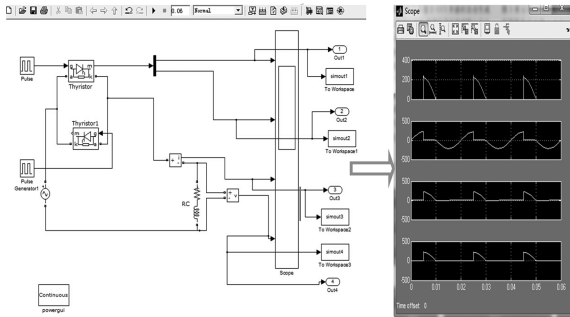 0.06 Normal
Pulse
Thyristor
Thyristor1
Pulse
Generator1
RC
Continuous
powergui
1
Out1
simout1
To Workspace
2
Out2
simout2
To Workspace1
3
Out3
simout3
To Workspace2
simout4
To Workspace3
4
Out4
Scope
+ i -
+ v -
Scope
400
200
0
500
0
-500
500
0
-500
500
0
-500
0 0.01 0.02 0.03 0.04 0.05 0.06
Time offset: 0